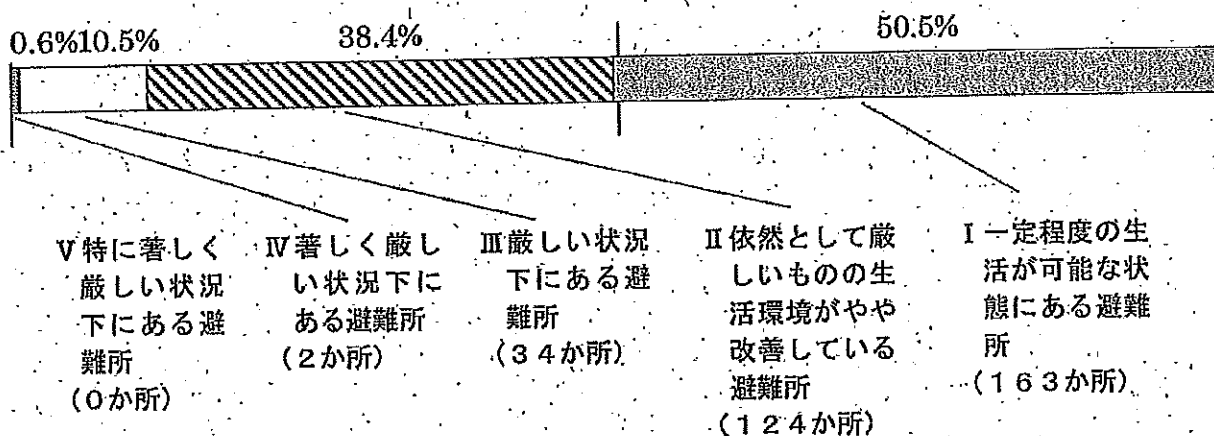 0.6%10.5%
38.4%
50.5%
Ⅴ特に著しく
厳しい状況
下にある避
難所
(0か所)
Ⅳ著しく厳し
い状況下に
ある避難所
(2か所)
Ⅲ厳しい状況
下にある避
難所
(34か所)
Ⅱ依然として厳
しいものの生
活環境がやや
改善している
避難所
(124か所)
Ⅰ一定程度の生
活が可能な状
態にある避難
所
(163か所)